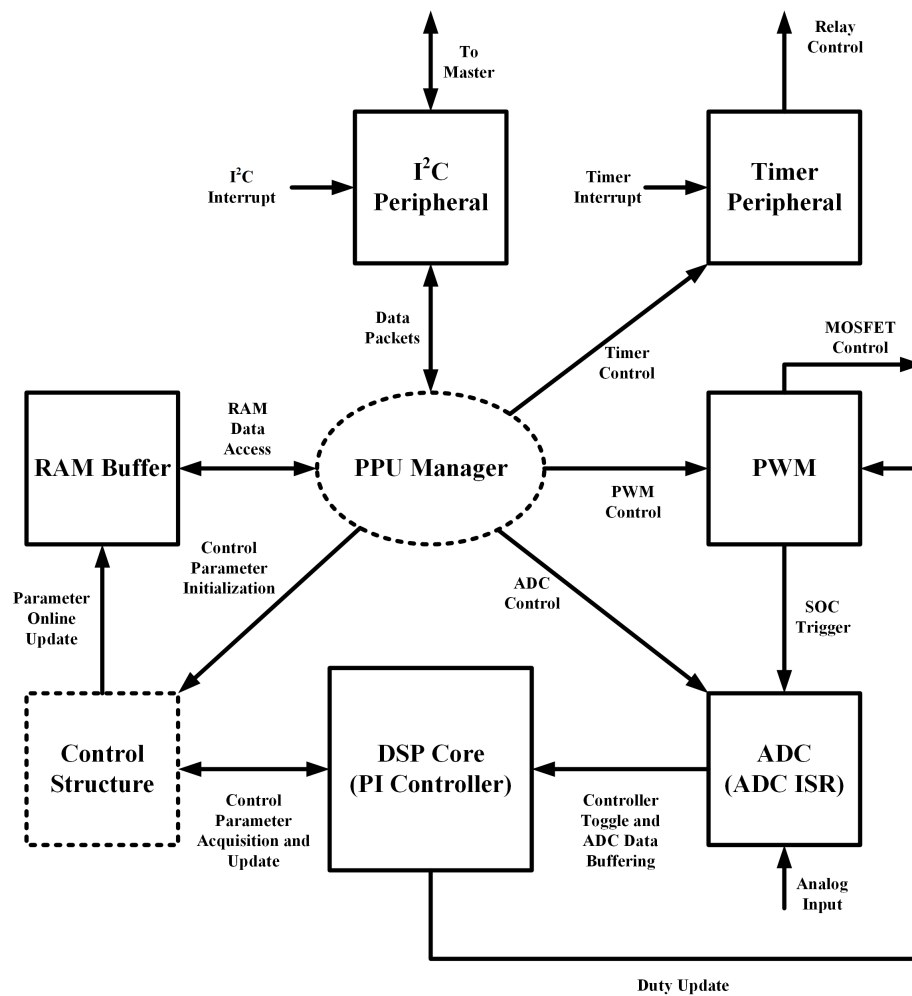 To
Master
Relay
Control
I²C
Interrupt
I²C
Peripheral
Timer
Interrupt
Timer
Peripheral
Data
Packets
Timer
Control
MOSFET
Control
RAM Buffer
RAM
Data
Access
PPU Manager
PWM
Control
PWM
Control
Parameter
Initialization
ADC
Control
SOC
Trigger
Parameter
Online
Update
Control
Structure
Control
Parameter
Acquisition and
Update
DSP Core
(PI Controller)
Controller
Toggle and
ADC Data
Buffering
ADC
(ADC ISR)
Analog
Input
Duty Update